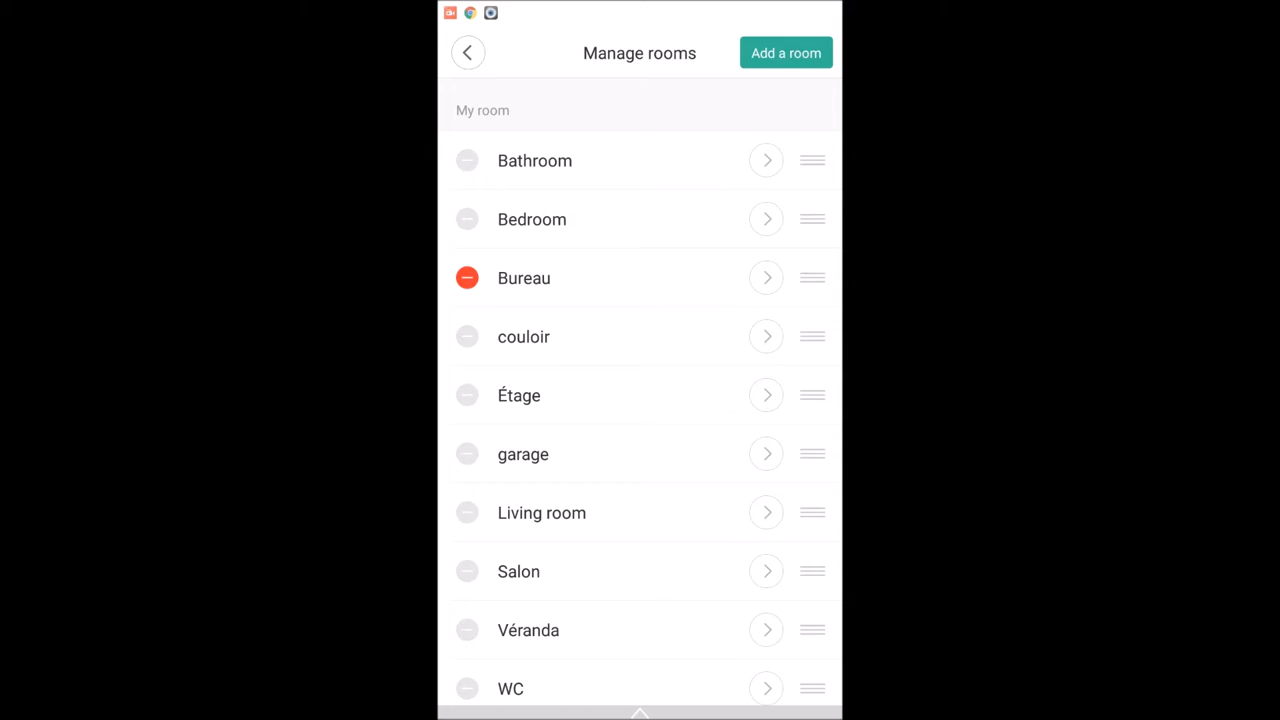 Manage rooms
Add a room
My room
Bathroom
Bedroom
Bureau
couloir
Étage
garage
Living room
Salon
Véranda
WC